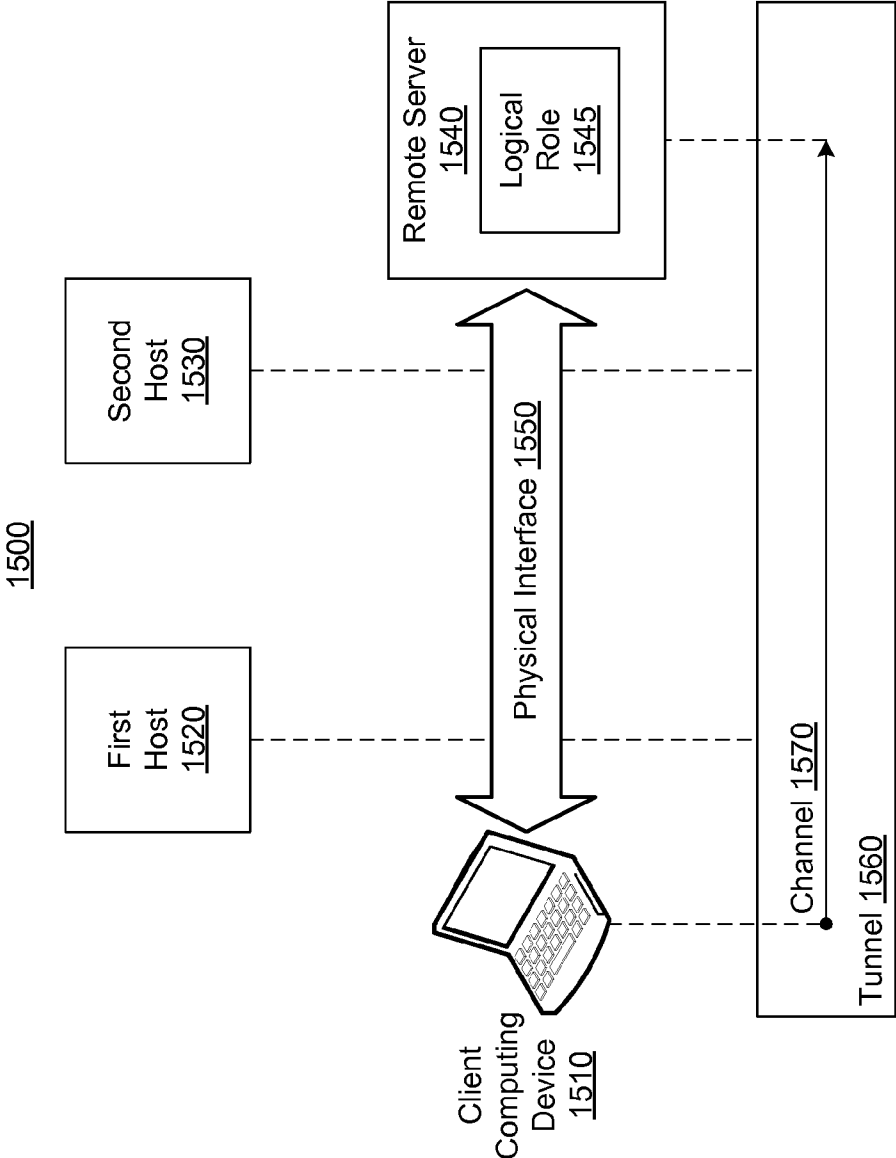 1500
First
Host
1520
Second
Host
1530
Client
Computing
Device
1510
Physical Interface 1550
Remote Server
1540
Logical
Role
1545
Channel 1570
Tunnel 1560